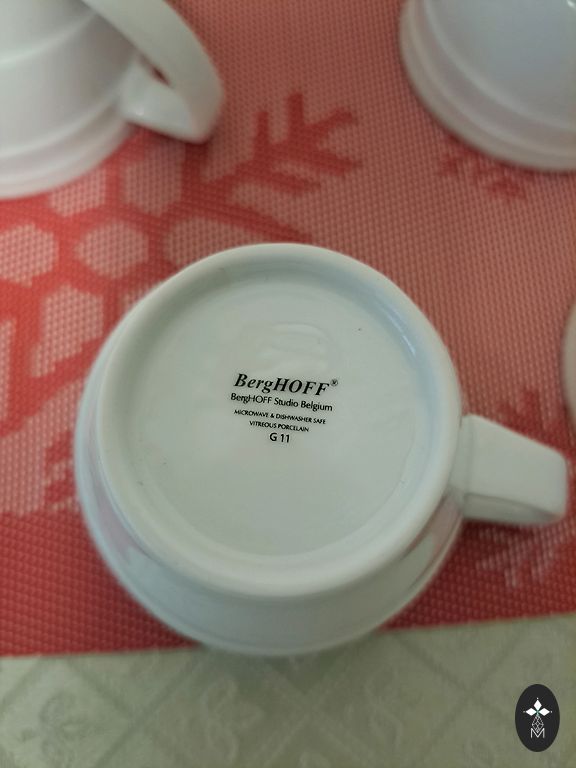 BergHOFF®
BergHOFF Studio Belgium
MICROWAVE & DISHWASHER SAFE
VITREOUS PORCELAIN
G 11
M